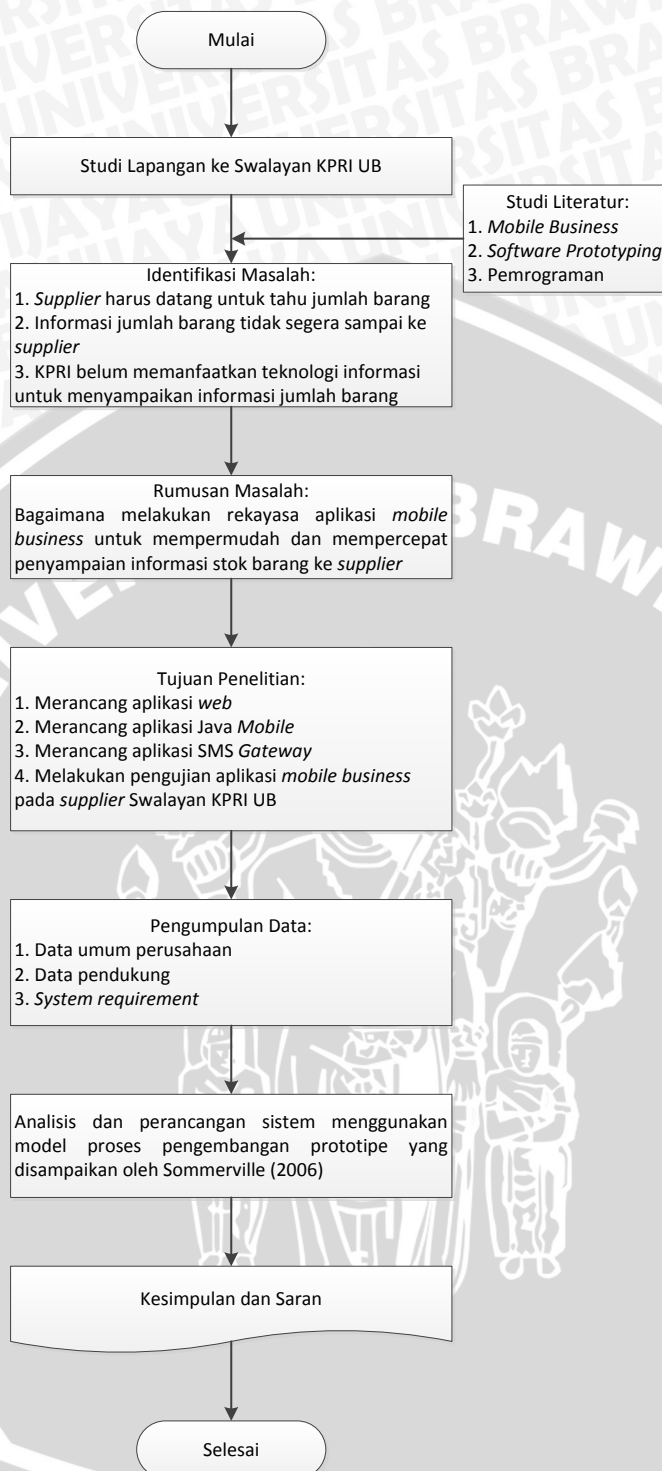 Mulai
Studi Lapangan ke Swalayan KPRI UB
Studi Literatur:
1. Mobile Business
2. Software Prototyping
3. Pemrograman
Identifikasi Masalah:
1. Supplier harus datang untuk tahu jumlah barang
2. Informasi jumlah barang tidak segera sampai ke
supplier
3. KPRI belum memanfaatkan teknologi informasi
untuk menyampaikan informasi jumlah barang
Rumusan Masalah:
Bagaimana melakukan rekayasa aplikasi mobile
business untuk mempermudah dan mempercepat
penyampaian informasi stok barang ke supplier
Tujuan Penelitian:
1. Merancang aplikasi web
2. Merancang aplikasi Java Mobile
3. Merancang aplikasi SMS Gateway
4. Melakukan pengujian aplikasi mobile business
pada supplier Swalayan KPRI UB
Pengumpulan Data:
1. Data umum perusahaan
2. Data pendukung
3. System requirement
Analisis dan perancangan sistem menggunakan
model proses pengembangan prototipe yang
disampaikan oleh Sommerville (2006)
Kesimpulan dan Saran
Selesai